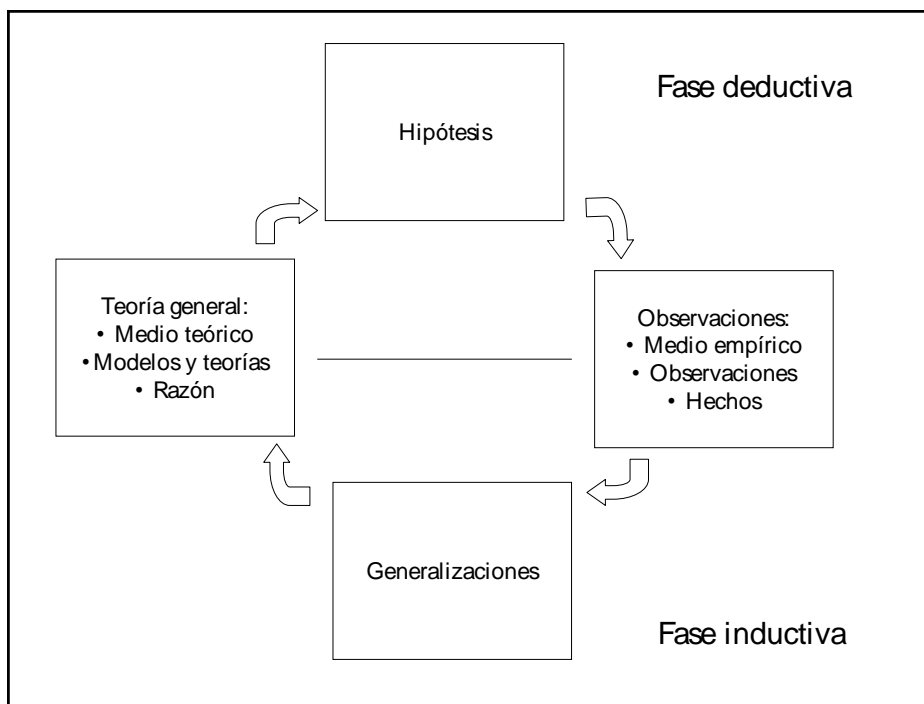 Fase deductiva
Hipótesis
Teoría general:
• Medio teórico
• Modelos y teorías
• Razón
Observaciones:
• Medio empírico
• Observaciones
• Hechos
Generalizaciones
Fase inductiva